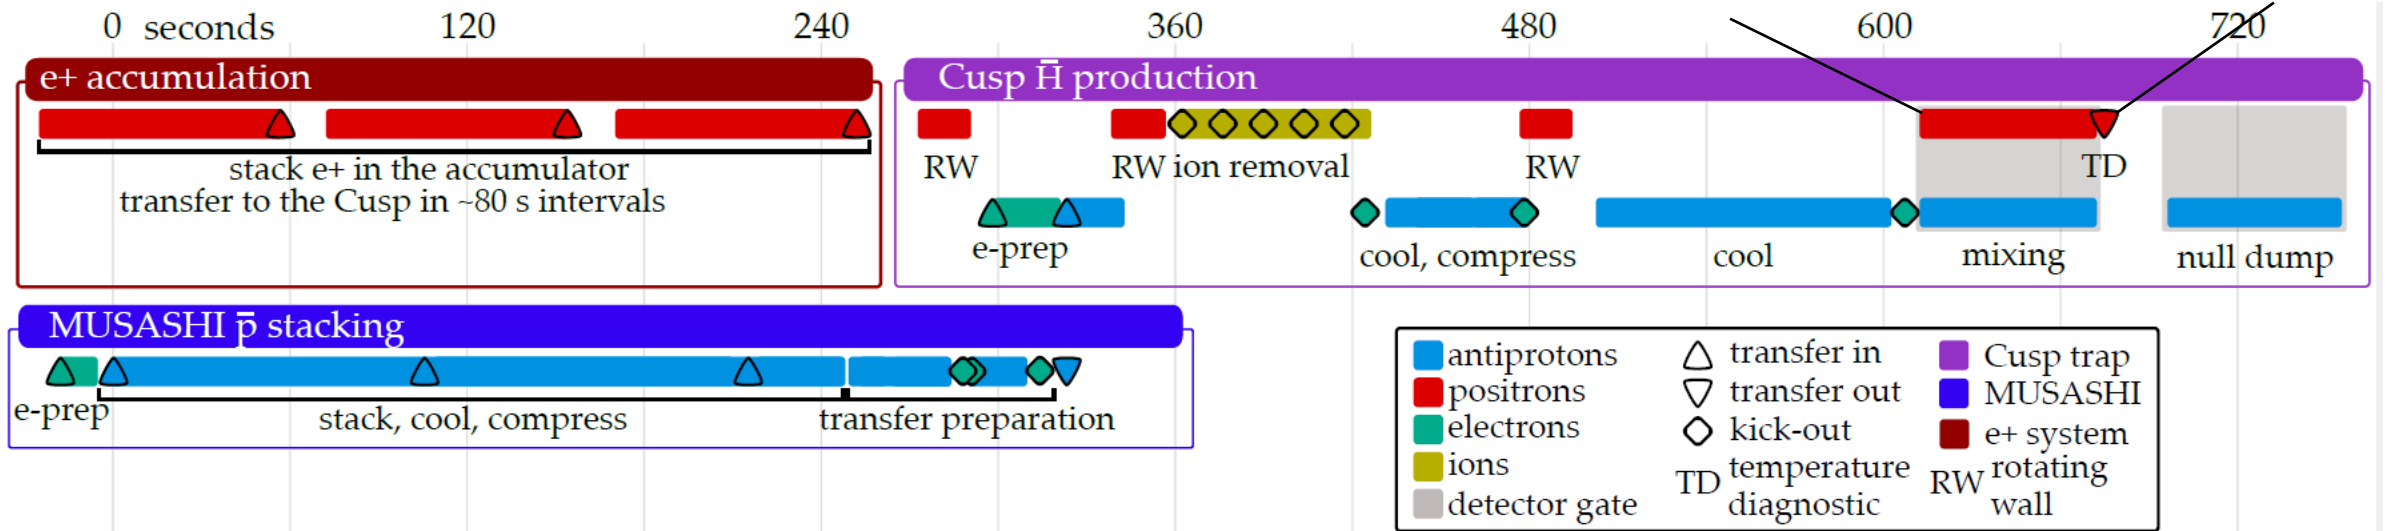 0 seconds 120 240 360 480 600 720
e+ accumulation
stack e+ in the accumulator
transfer to the Cusp in ~80 s intervals
Cusp H̅ production
RW RW ion removal RW TD
e-prep cool, compress cool mixing null dump
MUSASHI p̅ stacking
e-prep stack, cool, compress transfer preparation
antiprotons transfer in Cusp trap
positrons transfer out MUSASHI
electrons kick-out e+ system
ions TD temperature RW rotating
detector gate diagnostic wall